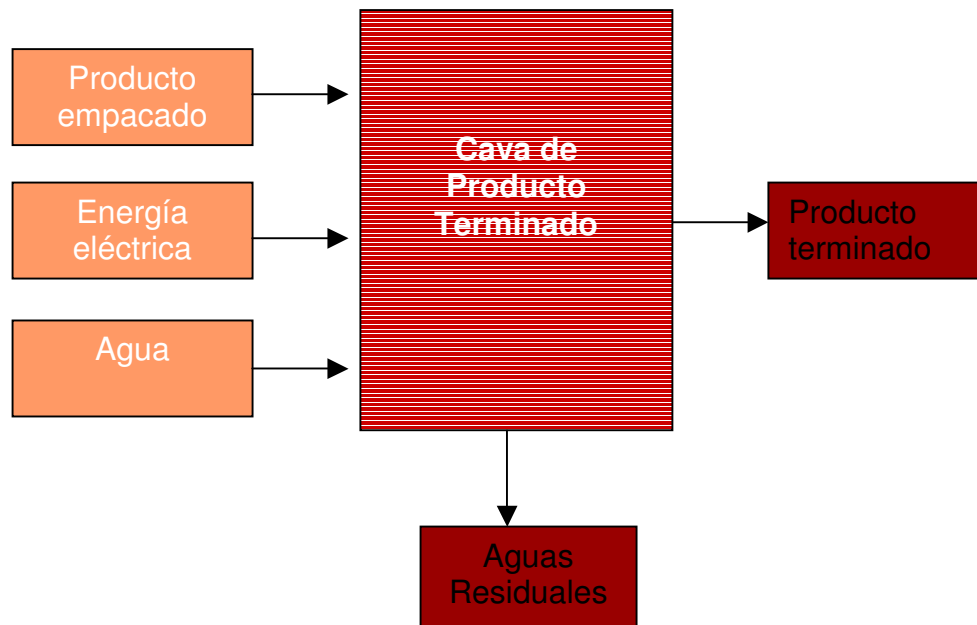 Producto
empacado
Energía
eléctrica
Agua
Cava de
Producto
Terminado
Producto
terminado
Aguas
Residuales